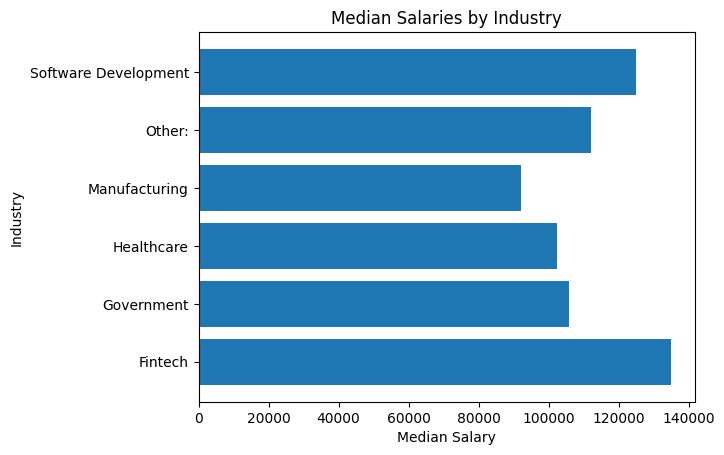 Median Salaries by Industry
Software Development
Other:
Manufacturing
Healthcare
Government
Fintech
Industry
0 20000 40000 60000 80000 100000 120000 140000
Median Salary